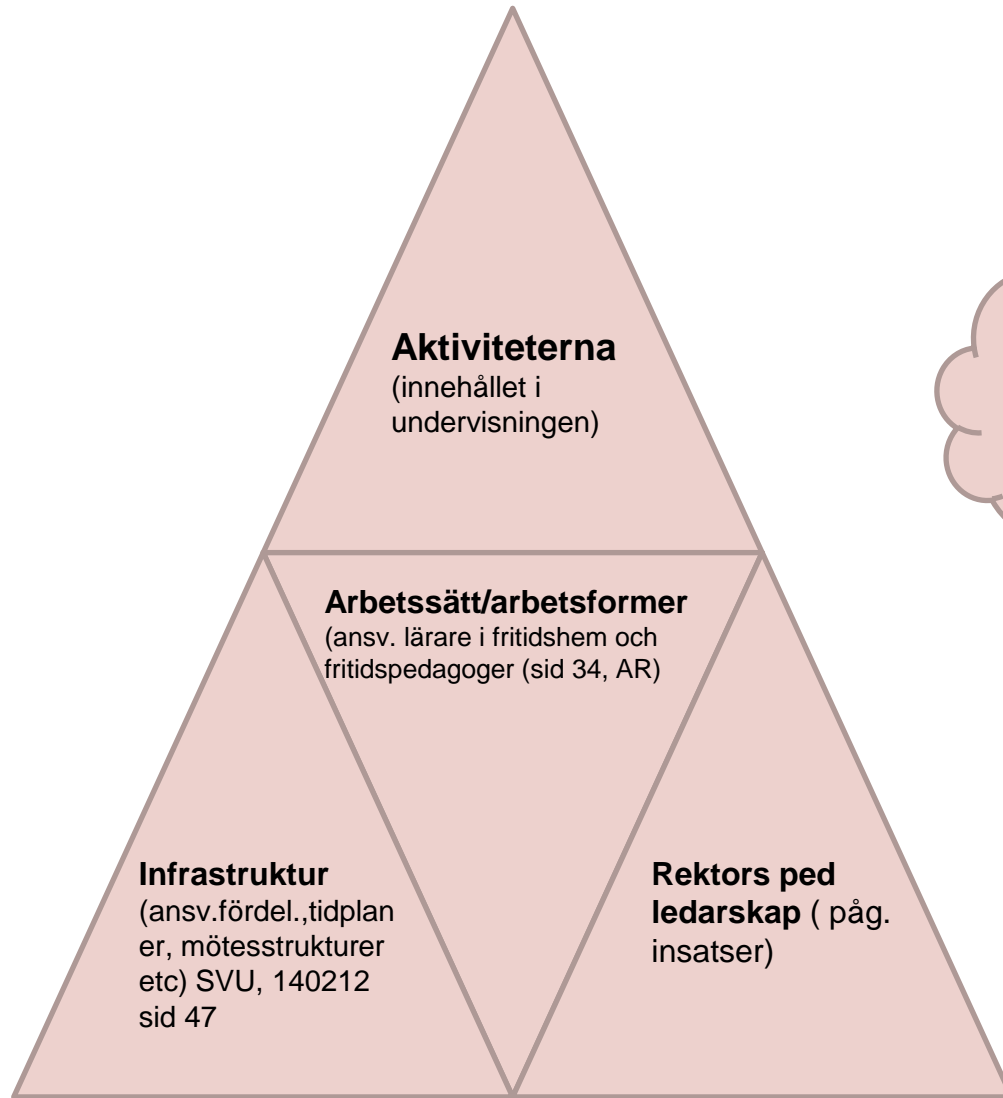 Aktiviteterna
(innehållet i
undervisningen)
Arbetssätt/arbetsformer
(ansv. lärare i fritidshem och
fritidspedagoger (sid 34, AR)
Infrastruktur
(ansv.fördel.,tidplan
er, mötesstrukturer
etc) SVU, 140212
sid 47
Rektors ped
ledarskap ( påg.
insatser)